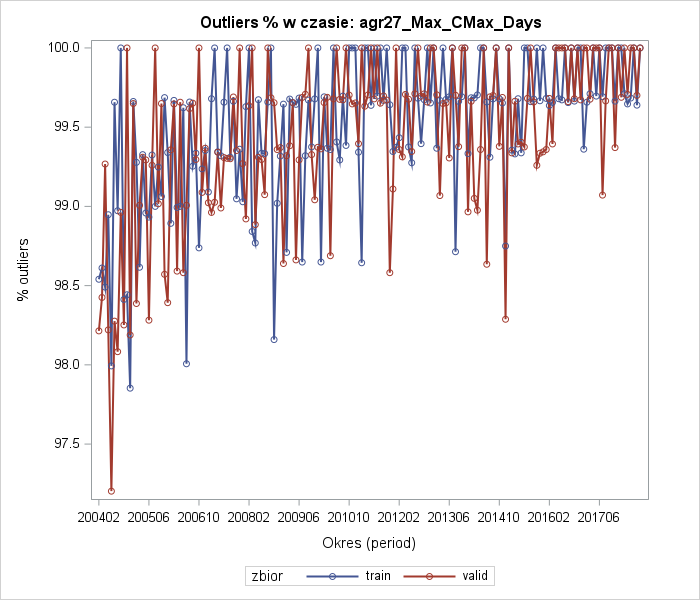 Outliers % w czasie: agr27_Max_CMax_Days
% outliers
100.0
99.5
99.0
98.5
98.0
97.5
200402 200506 200610 200802 200906 201010 201202 201306 201410 201602 201706
Okres (period)
zbior train valid